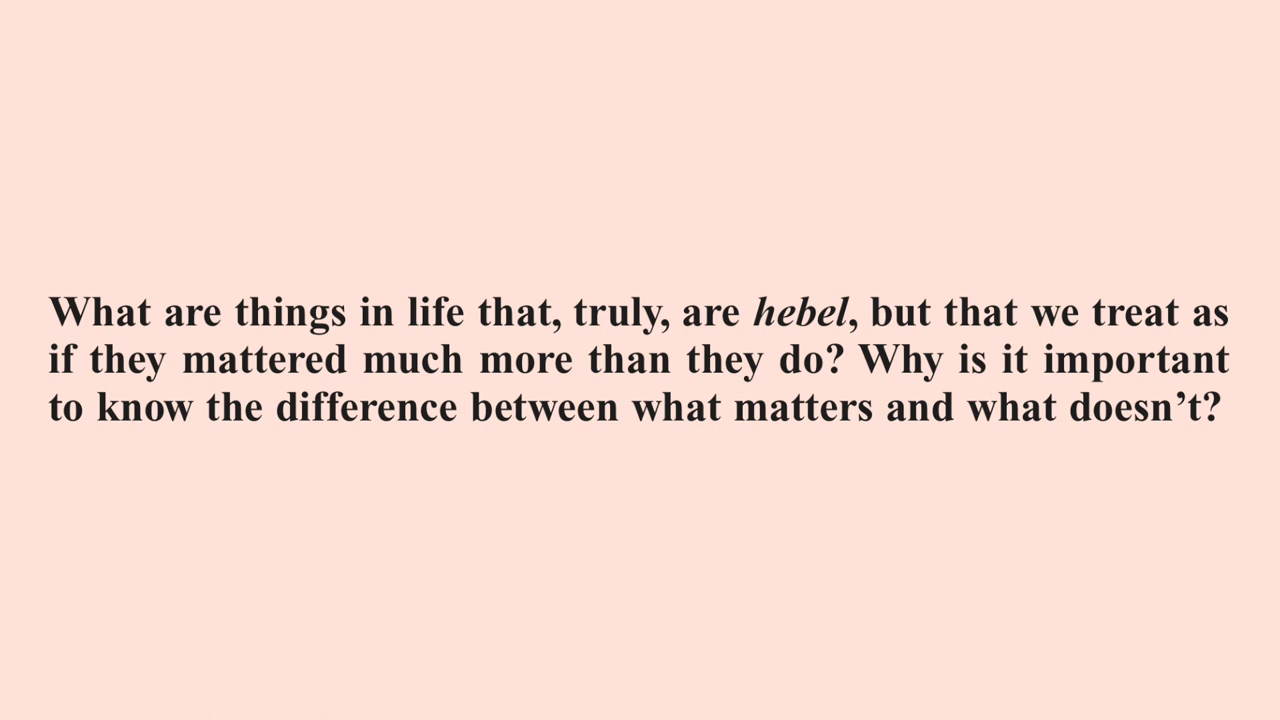 What are things in life that, truly, are hebel, but that we treat as
if they mattered much more than they do? Why is it important
to know the difference between what matters and what doesn’t?